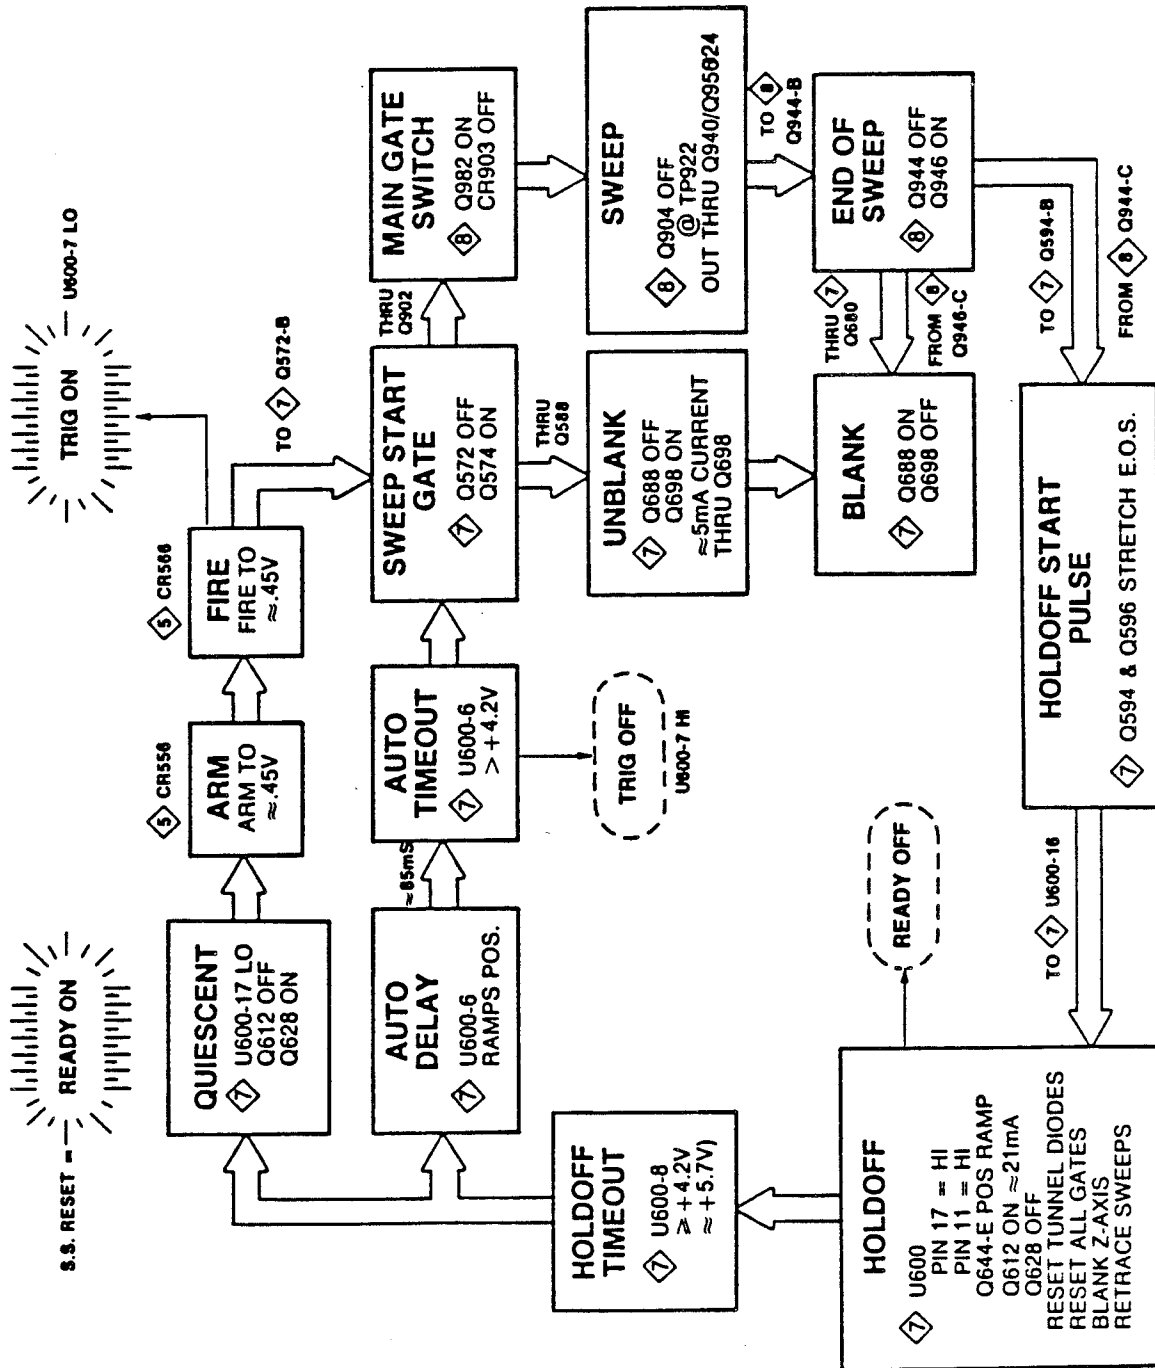 S.S. RESET =
READY ON
TRIG ON
U600-7 LO
QUIESCENT
7 U600-17 LO
Q612 OFF
Q628 ON
5 CR556
ARM
ARM TO
≈.45V
5 CR566
FIRE
FIRE TO
≈.45V
TO 7 Q572-B
HOLDOFF
TIMEOUT
7 U600-8
⩾ +4.2V
≈ +5.7V)
AUTO
DELAY
7 U600-6
RAMPS POS.
≈85mS
AUTO
TIMEOUT
7 U600-6
> +4.2V
TRIG OFF
U600-7 HI
SWEEP START
GATE
7 Q572 OFF
Q574 ON
THRU
Q902
MAIN GATE
SWITCH
8 Q982 ON
CR903 OFF
THRU
Q588
UNBLANK
7 Q688 OFF
Q698 ON
≈5mA CURRENT
THRU Q698
SWEEP
8 Q904 OFF
@ TP922
OUT THRU Q940/Q95824
TO 8
Q944-B
BLANK
7 Q688 ON
Q698 OFF
THRU 7
Q680
FROM 8
Q946-C
END OF
SWEEP
8 Q944 OFF
Q946 ON
TO 7 Q594-B
FROM 8 Q944-C
HOLDOFF START
PULSE
7 Q594 & Q596 STRETCH E.O.S.
TO 7 U600-16
READY OFF
HOLDOFF
7 U600
PIN 17 = HI
PIN 11 = HI
Q644-E POS RAMP
Q612 ON ≈21mA
Q628 OFF
RESET TUNNEL DIODES
RESET ALL GATES
BLANK Z-AXIS
RETRACE SWEEPS